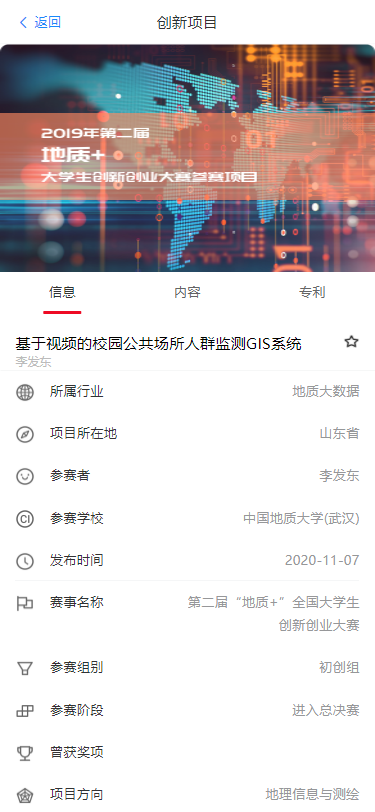 返回
创新项目
2019年第二届
地质+
大学生创新创业大赛参赛项目
信息
内容
专利
基于视频的校园公共场所人群监测GIS系统
李发东
所属行业
地质大数据
项目所在地
山东省
参赛者
李发东
参赛学校
中国地质大学(武汉)
发布时间
2020-11-07
赛事名称
第二届“地质+”全国大学生
创新创业大赛
参赛组别
初创组
参赛阶段
进入总决赛
曾获奖项
项目方向
地理信息与测绘